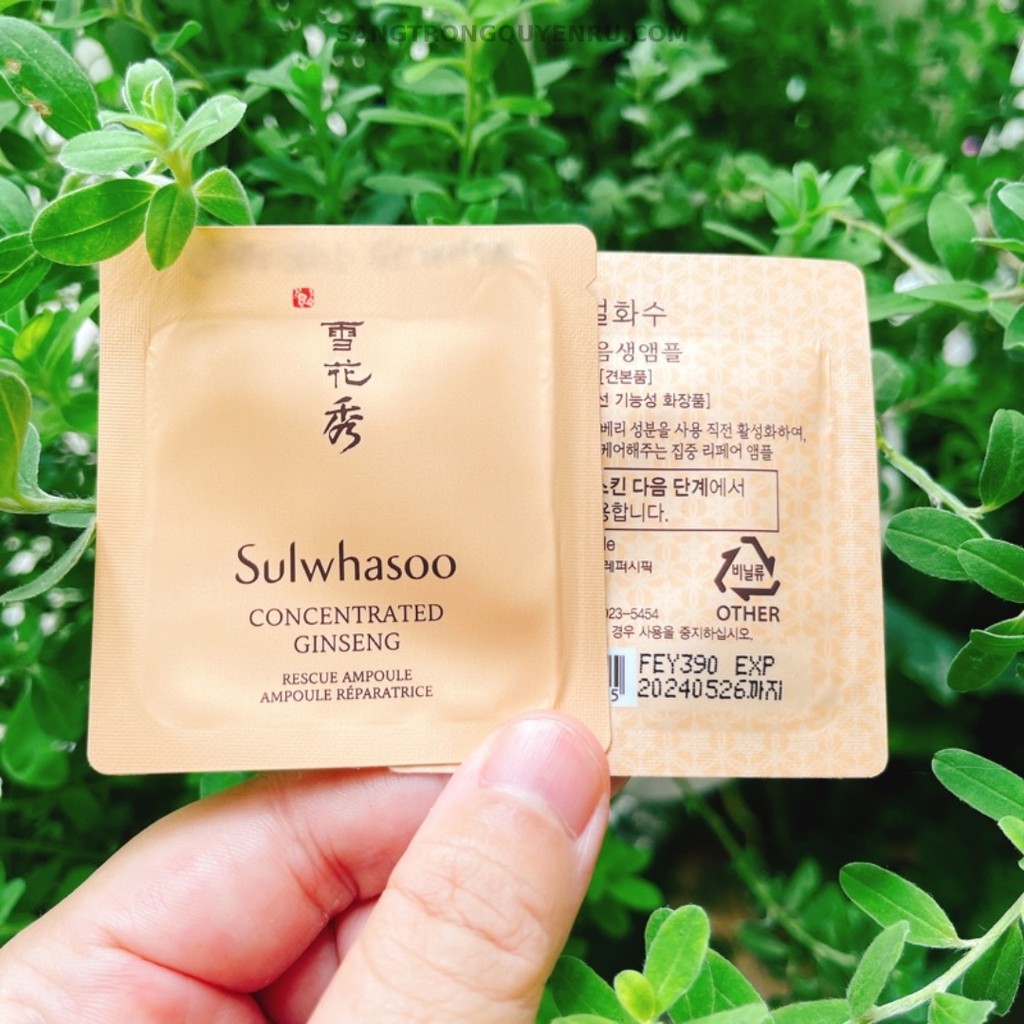 SANGTRONGQUYENRU.COM
雪
花
秀
Sulwhasoo
CONCENTRATED
GINSENG
RESCUE AMPOULE
AMPOULE RÉPARATRICE
화수
음생앰플
[견본품]
선 기능성 화장품]
베리 성분을 사용 직전 활성화하여,
케어해주는 집중 리페어 앰플
스킨 다음 단계에서
용합니다.
레퍼시픽
비닐류
OTHER
023-5454
경우 사용을 중지하십시오.
5
FEY390 EXP
20240526까지